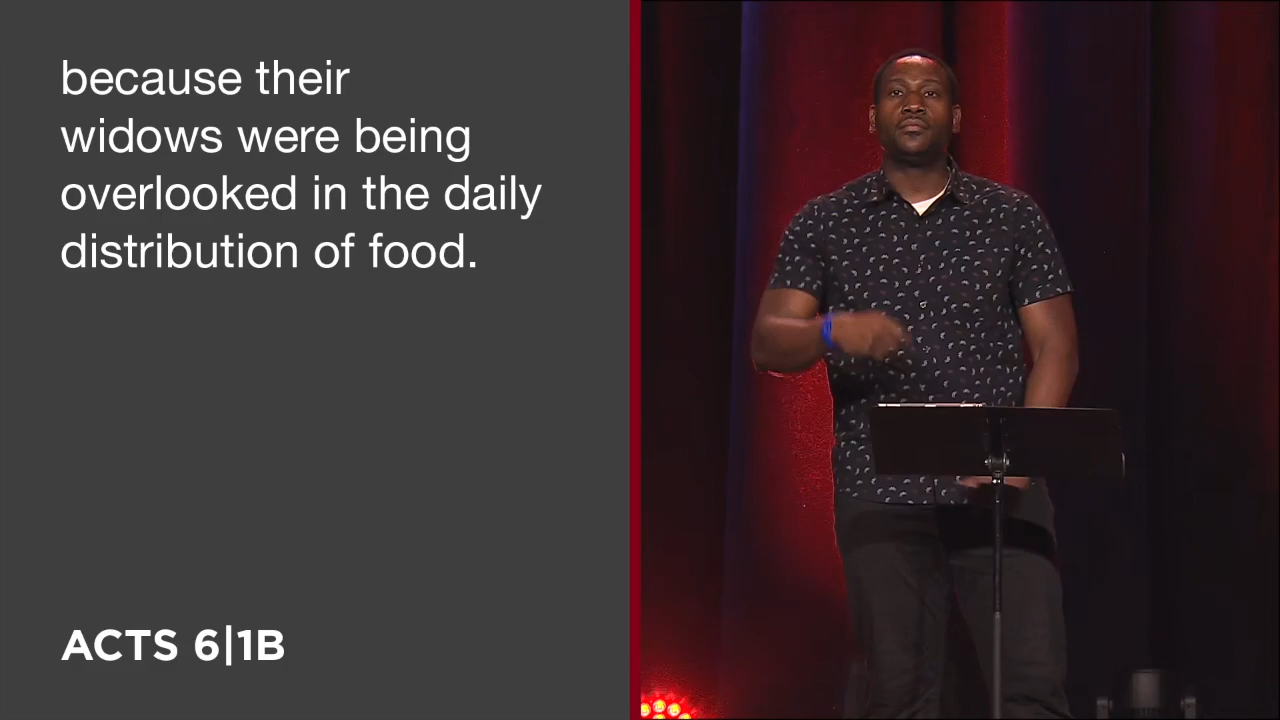 because their
widows were being
overlooked in the daily
distribution of food.
ACTS 6|1B